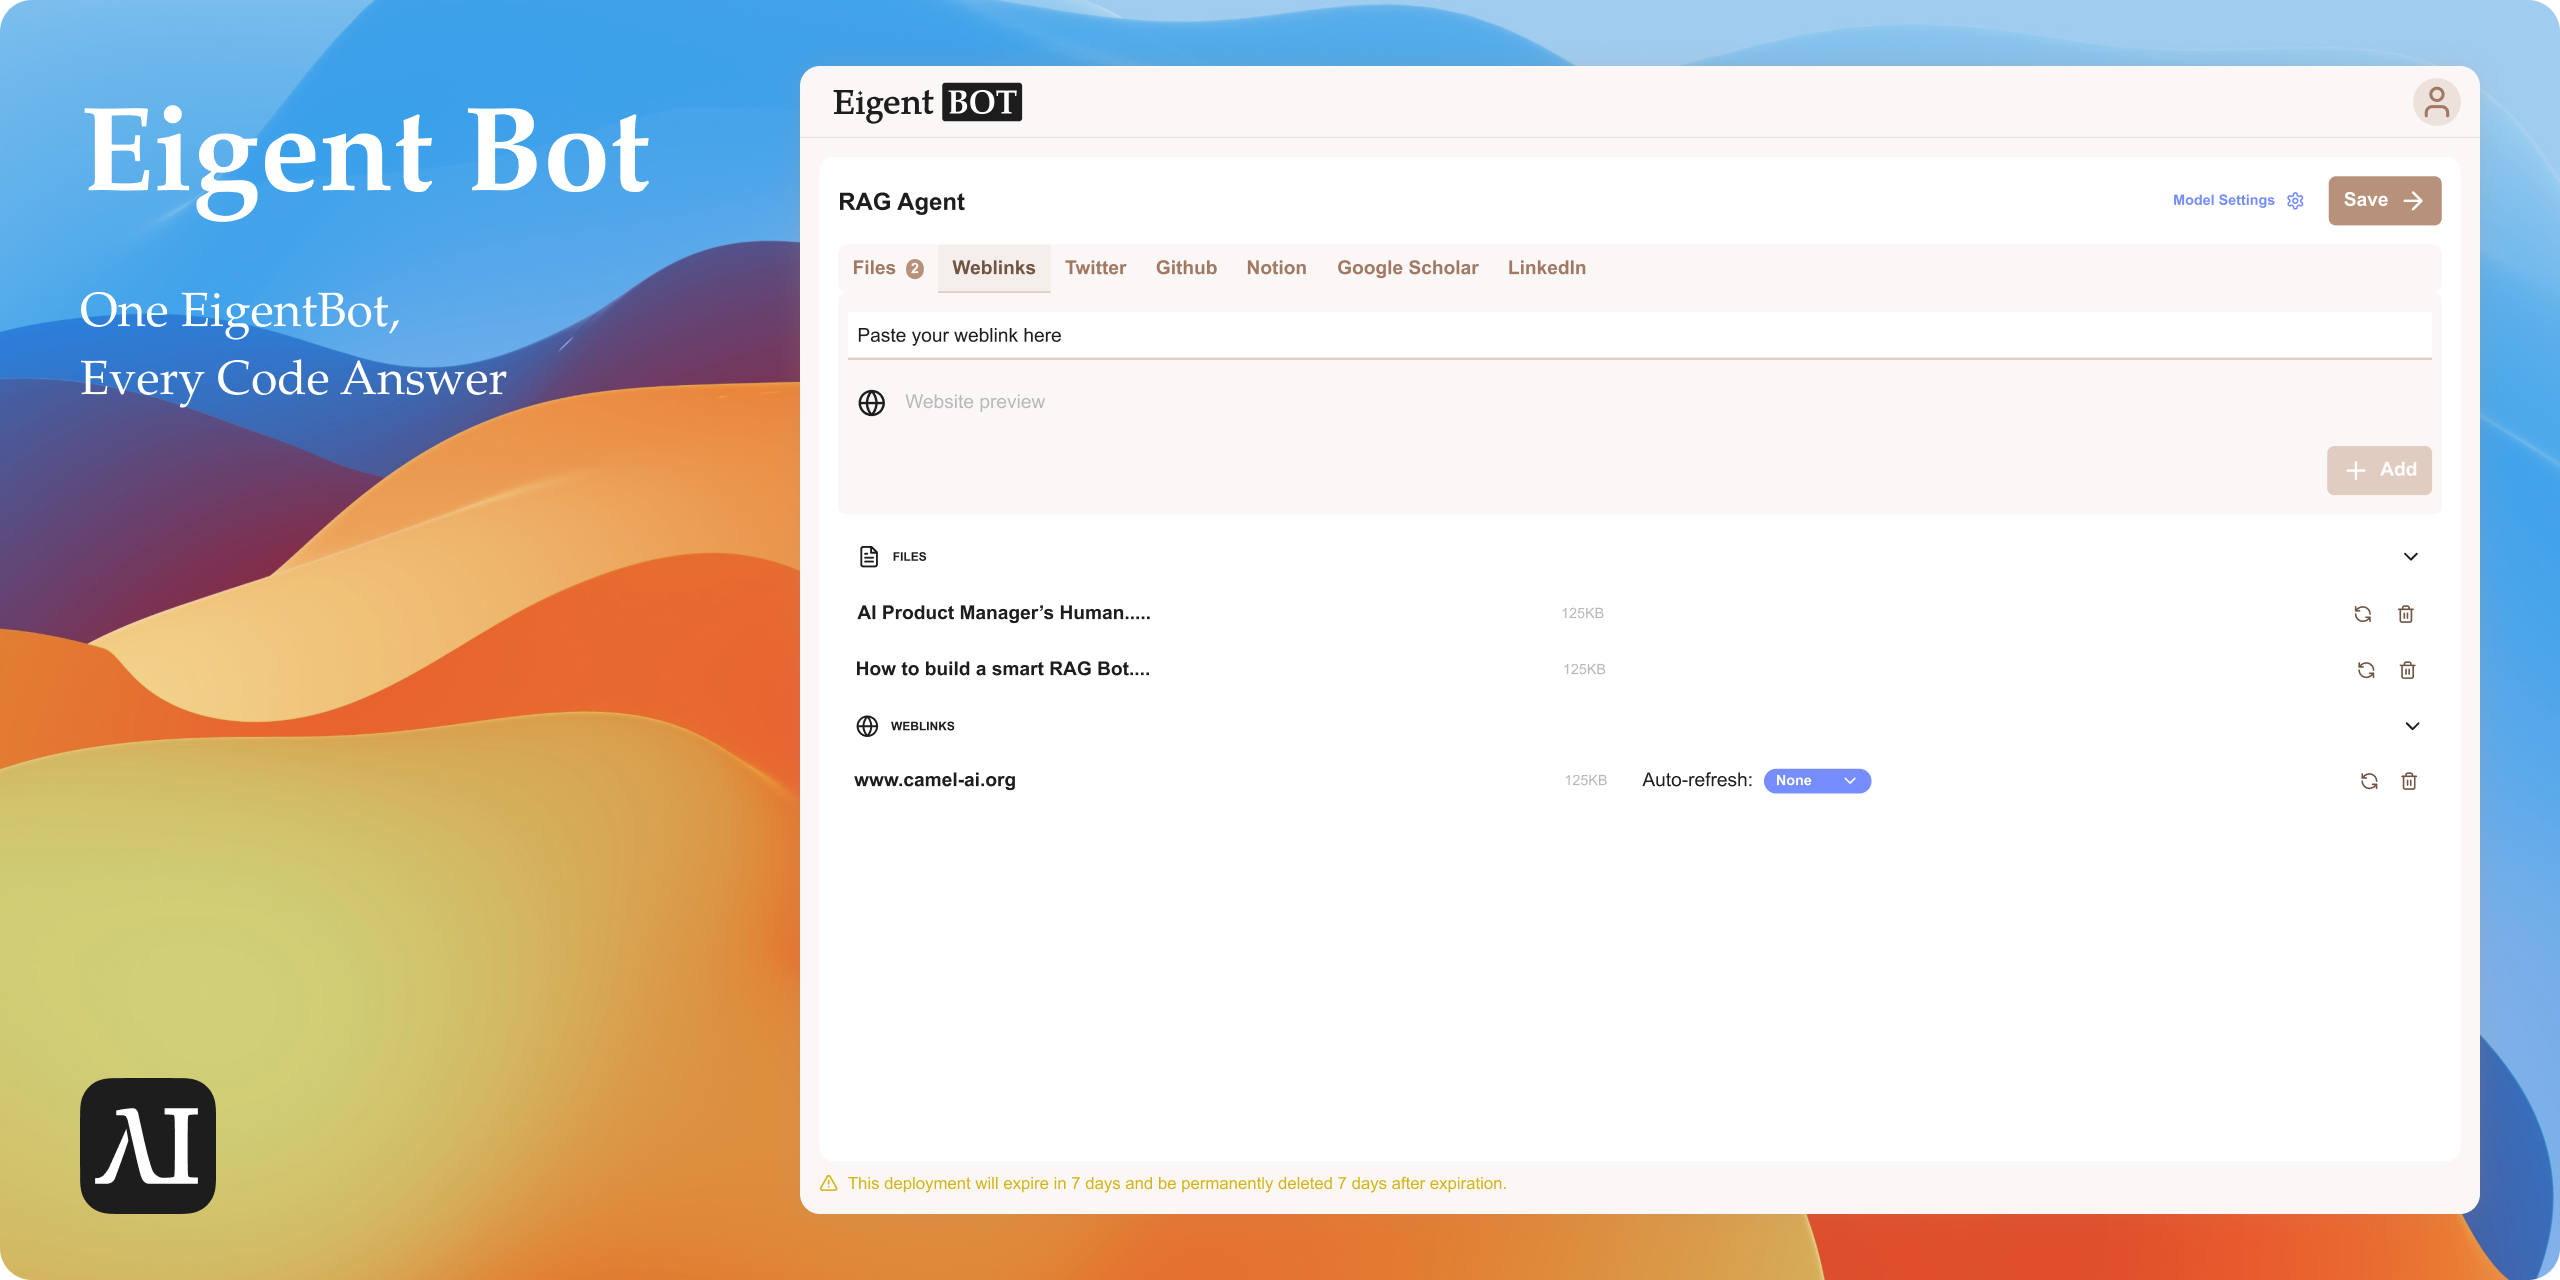 Eigent Bot
One EigentBot,
Every Code Answer
AI
Eigent BOT
RAG Agent
Model Settings
Save
Files 2 Weblinks Twitter Github Notion Google Scholar LinkedIn
Paste your weblink here
Website preview
Add
FILES
AI Product Manager’s Human..... 125KB
How to build a smart RAG Bot.... 125KB
WEBLINKS
www.camel-ai.org 125KB Auto-refresh: None
This deployment will expire in 7 days and be permanently deleted 7 days after expiration.